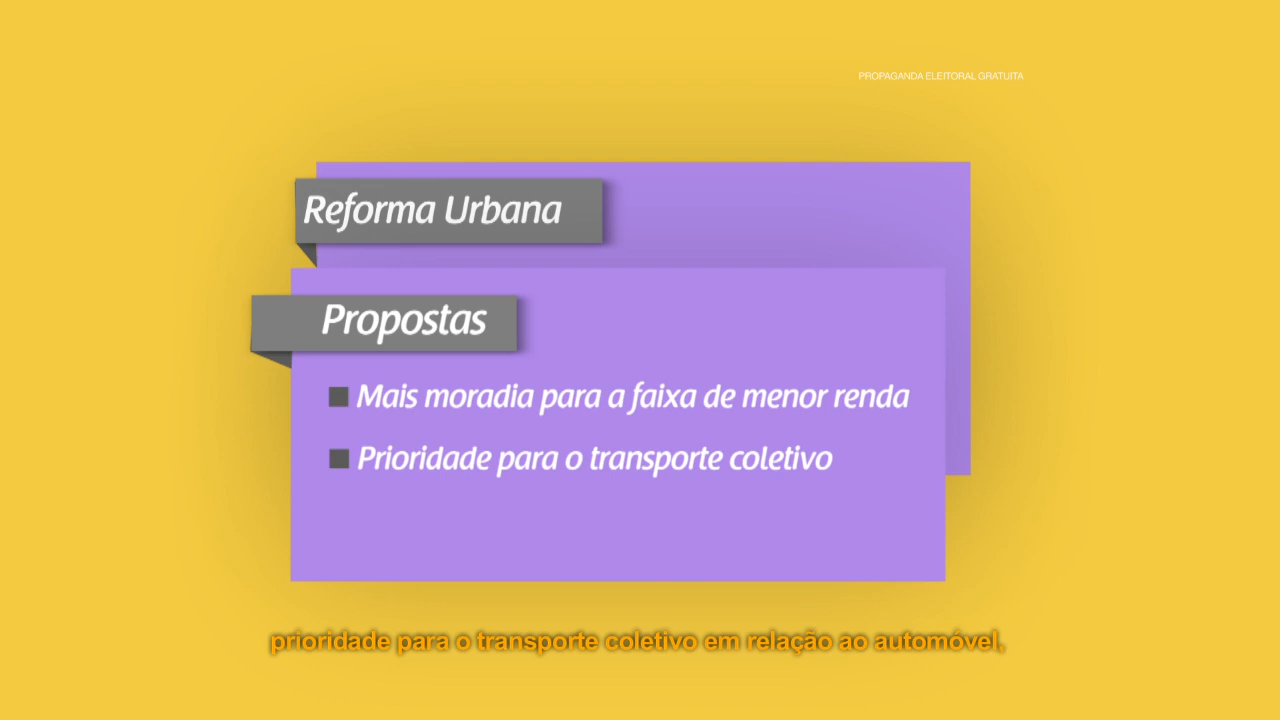 PROPAGANDA ELEITORAL GRATUITA
Reforma Urbana
Propostas
Mais moradia para a faixa de menor renda
Prioridade para o transporte coletivo
prioridade para o transporte coletivo em relação ao automóvel,